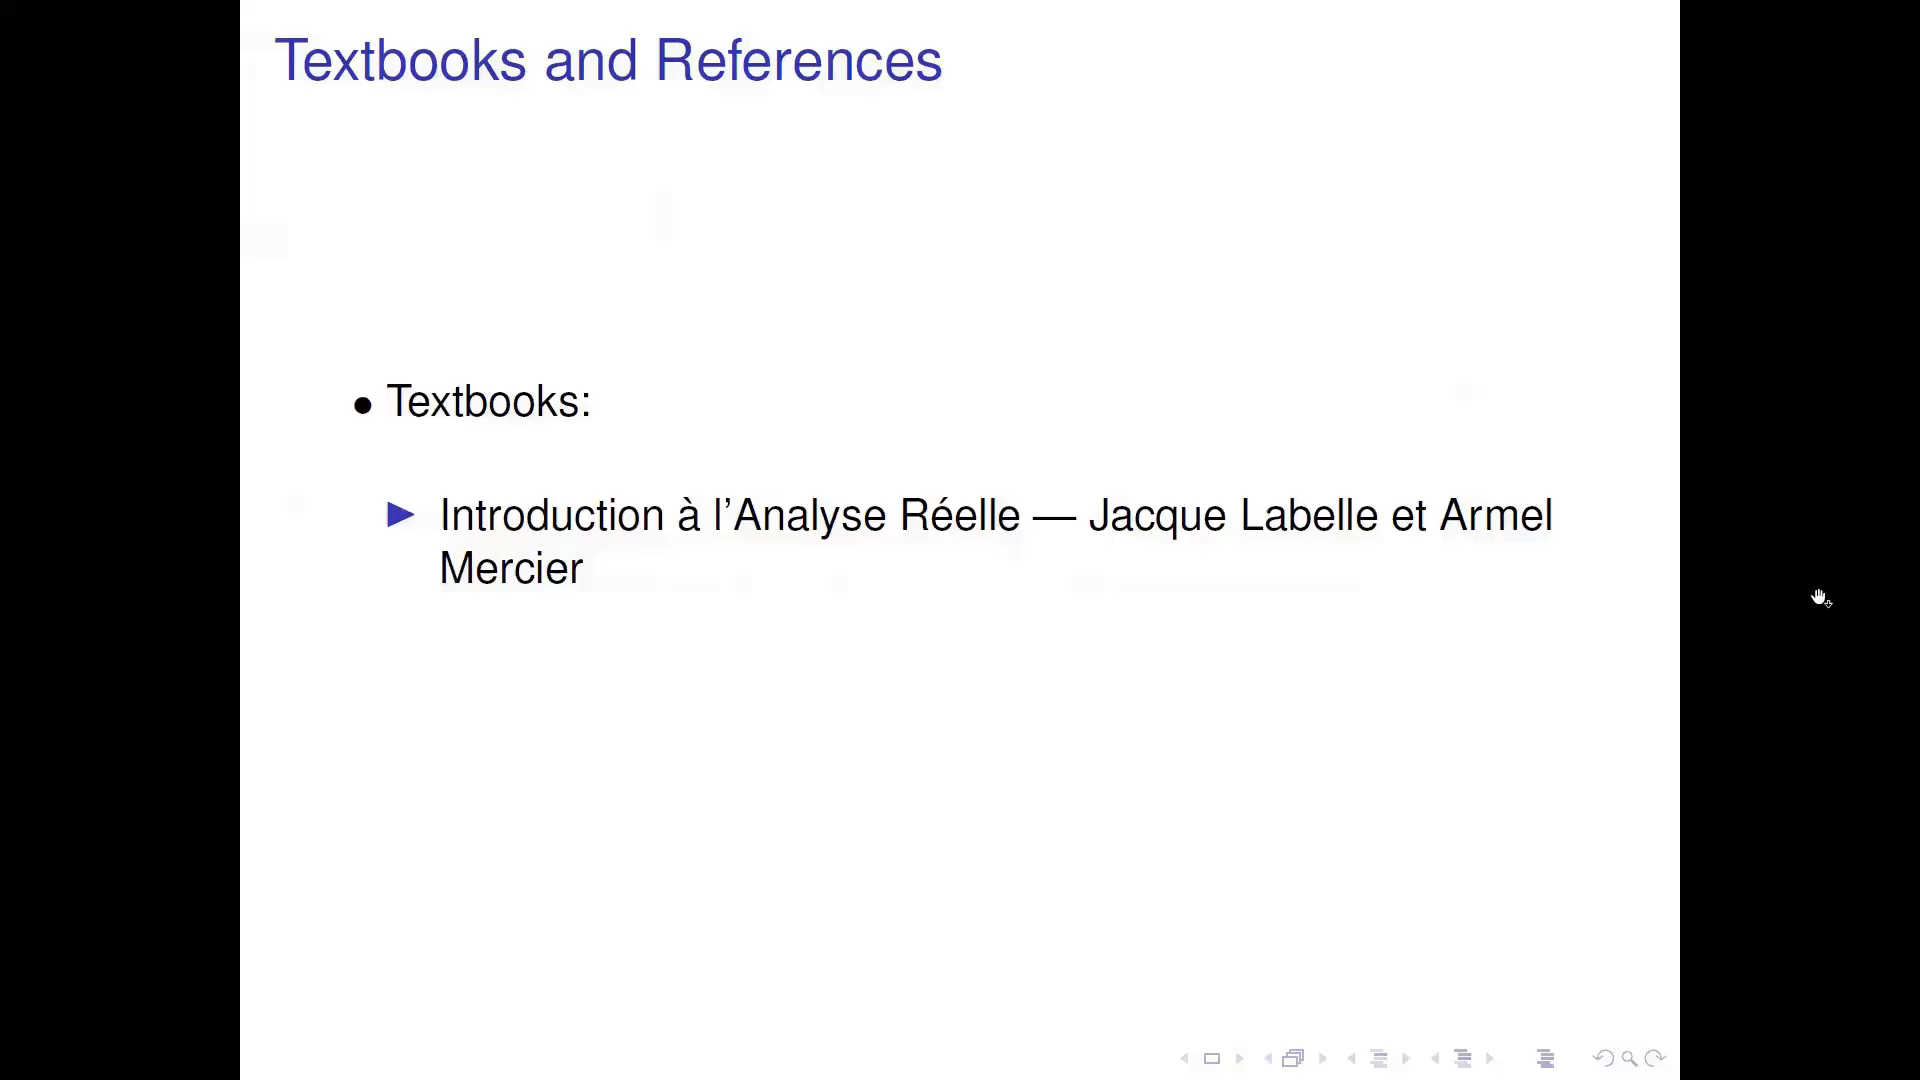 Textbooks and References
• Textbooks:
▶ Introduction à l'Analyse Réelle — Jacque Labelle et Armel
Mercier